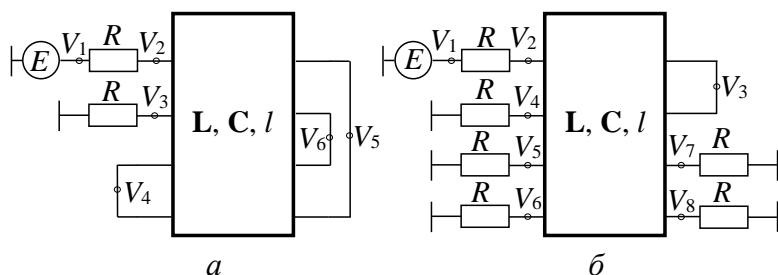 E V1 R V2 E V1 R V2
R V3 R V4 V3
L, C, l V6 V5 L, C, l
R V5 V7 R
V4 R V6 V8 R
а б